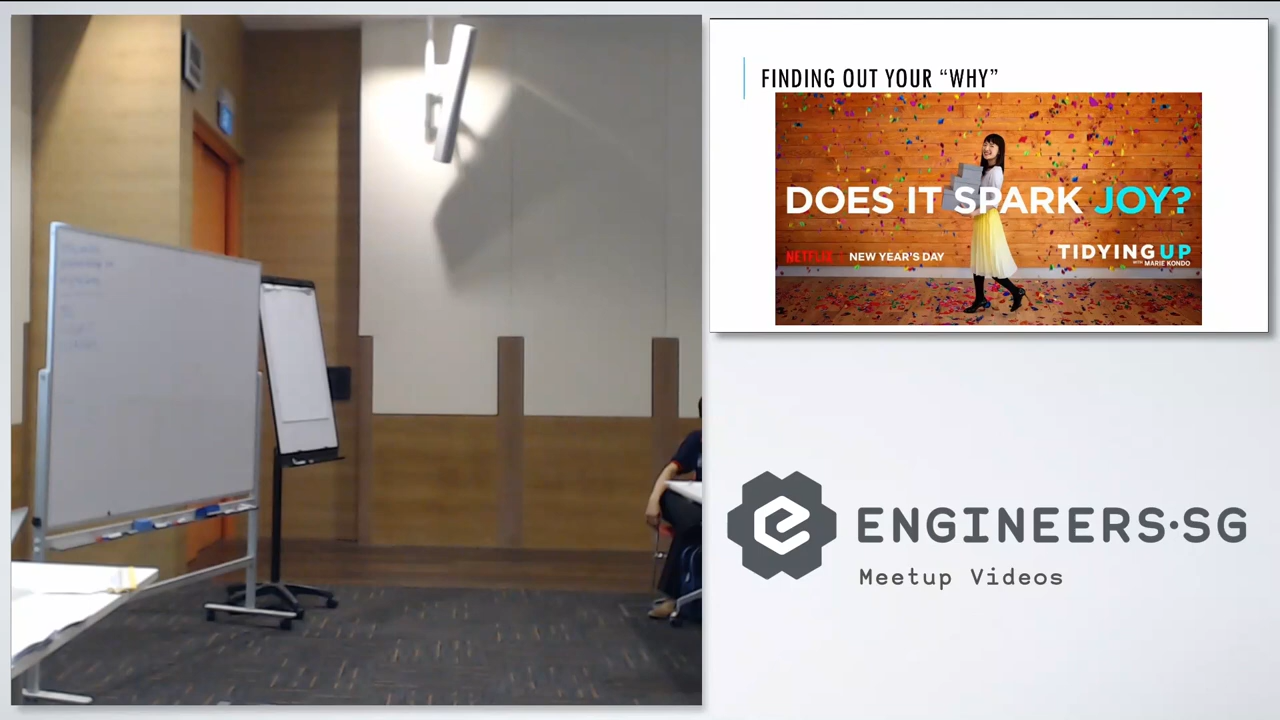 FINDING OUT YOUR “WHY”
DOES IT SPARK JOY?
NETFLIX NEW YEAR'S DAY
TIDYING UP
WITH MARIE KONDO
ENGINEERS·SG
Meetup Videos